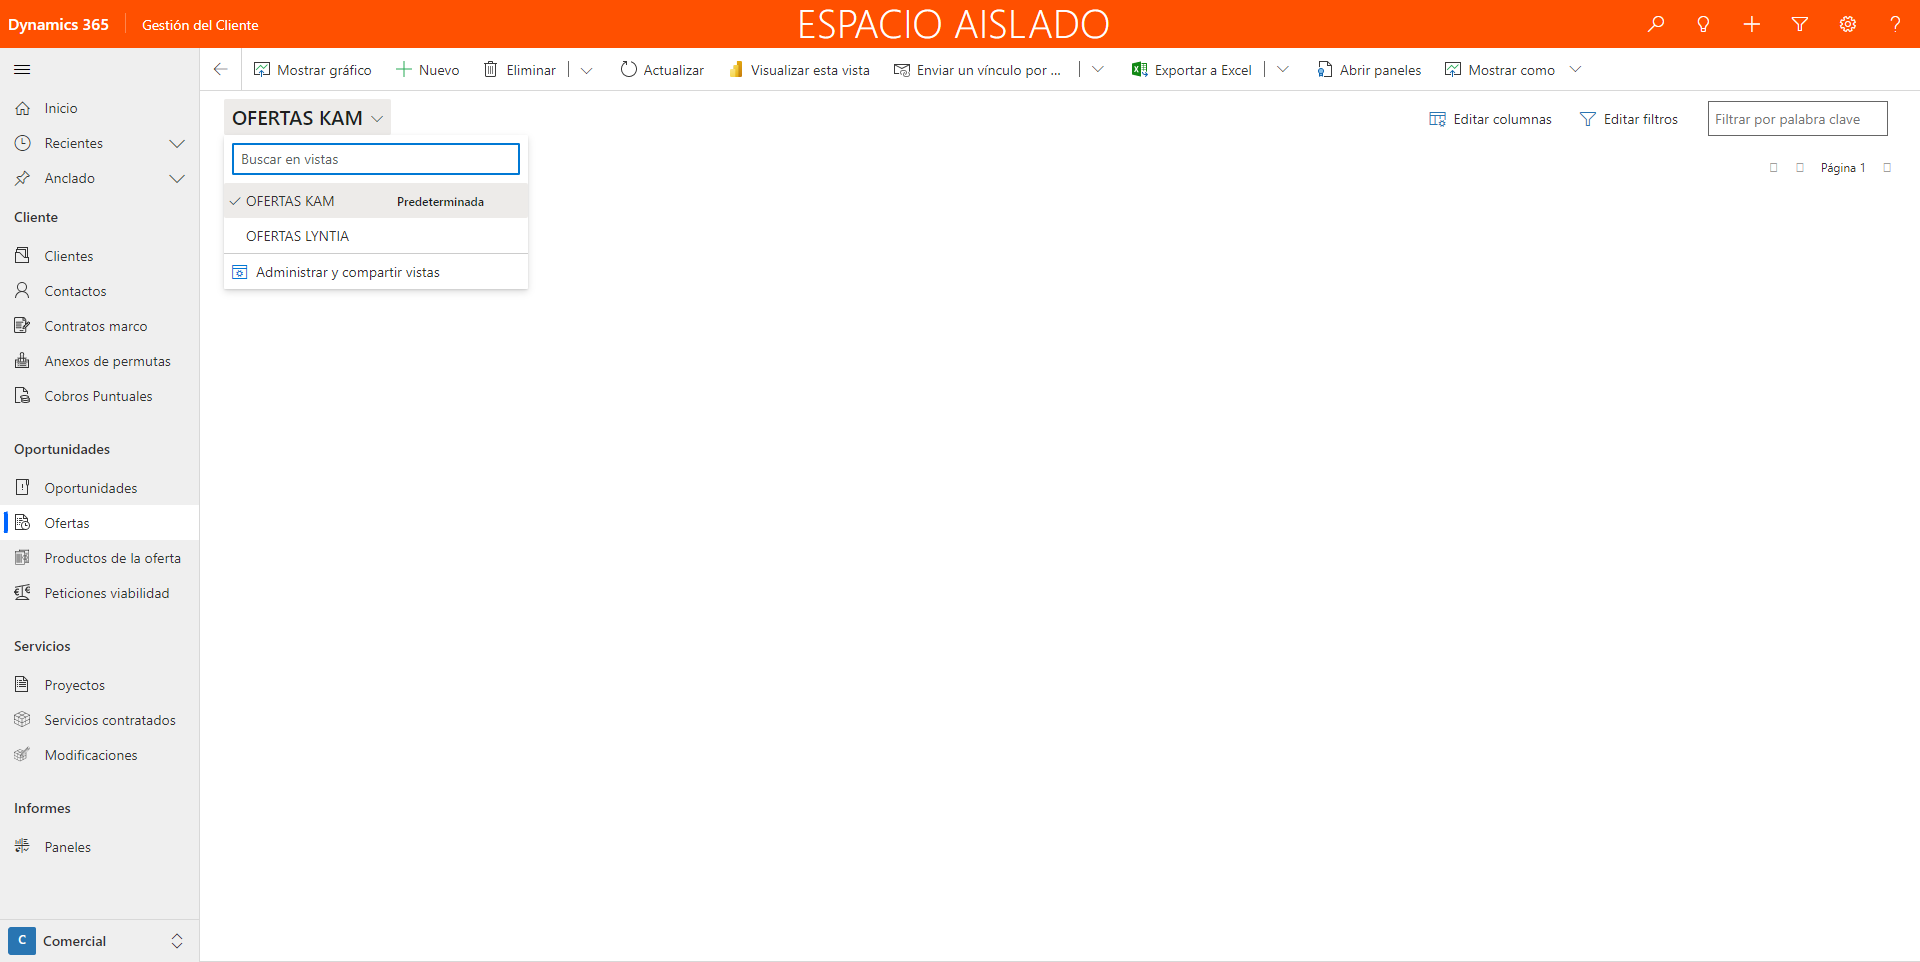 Dynamics 365
Gestión del Cliente
ESPACIO AISLADO
Mostrar gráfico
Nuevo
Eliminar
Actualizar
Visualizar esta vista
Enviar un vínculo por ...
Exportar a Excel
Abrir paneles
Mostrar como
Inicio
Recientes
Anclado
Cliente
Clientes
Contactos
Contratos marco
Anexos de permutas
Cobros Puntuales
Oportunidades
Oportunidades
Ofertas
Productos de la oferta
Peticiones viabilidad
Servicios
Proyectos
Servicios contratados
Modificaciones
Informes
Paneles
C Comercial
OFERTAS KAM
Editar columnas
Editar filtros
Filtrar por palabra clave
Buscar en vistas
OFERTAS KAM Predeterminada
OFERTAS LYNTIA
Administrar y compartir vistas
Página 1